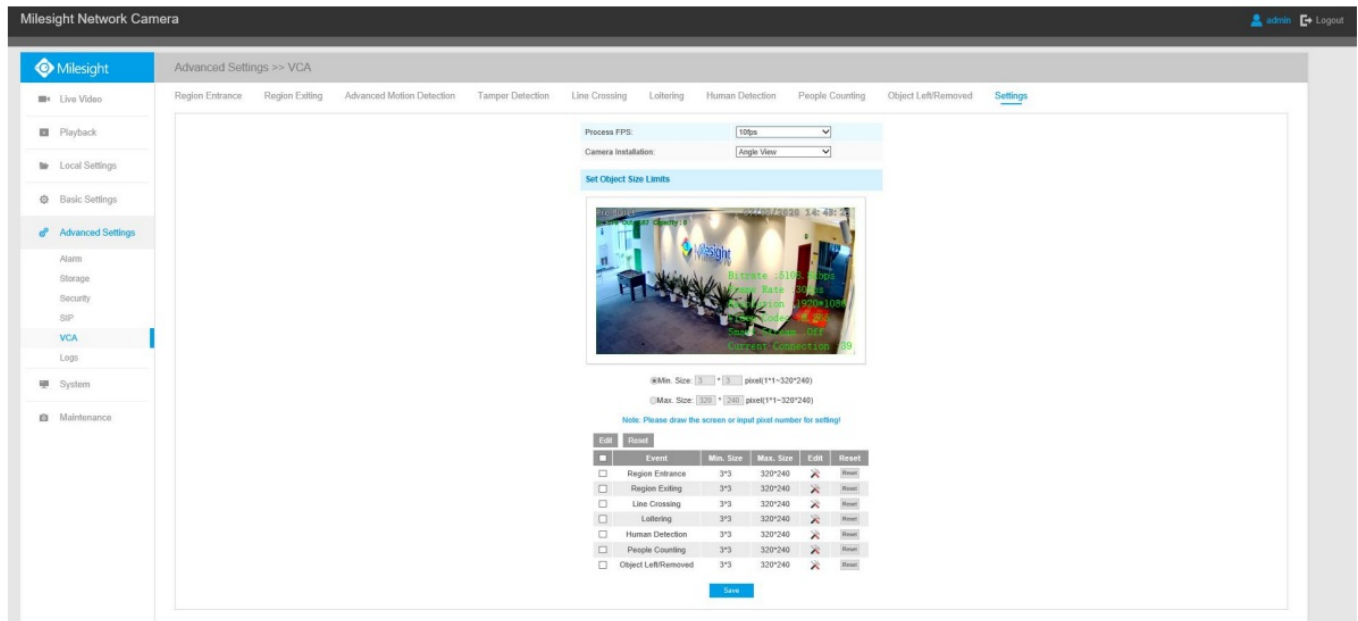 Milesight Network Camera
admin Logout
Milesight
Advanced Settings >> VCA
Live Video
Playback
Local Settings
Basic Settings
Advanced Settings
Alarm
Storage
Security
SIP
VCA
Logs
System
Maintenance
Region Entrance Region Exiting Advanced Motion Detection Tamper Detection Line Crossing Loitering Human Detection People Counting Object Left/Removed Settings
Process FPS: 10fps
Camera Installation: Angle View
Set Object Size Limits
Milesight
Bitrate
Rate
Off
Current Connection :39
Min. Size: 3 * 3 pixel(1*1~320*240)
Max. Size: 320 * 240 pixel(1*1~320*240)
Note: Please draw the screen or input pixel number for setting!
Edit Reset
Event Min. Size Max. Size Edit Reset
Region Entrance 3*3 320*240 Reset
Region Exiting 3*3 320*240 Reset
Line Crossing 3*3 320*240 Reset
Loitering 3*3 320*240 Reset
Human Detection 3*3 320*240 Reset
People Counting 3*3 320*240 Reset
Object Left/Removed 3*3 320*240 Reset
Save